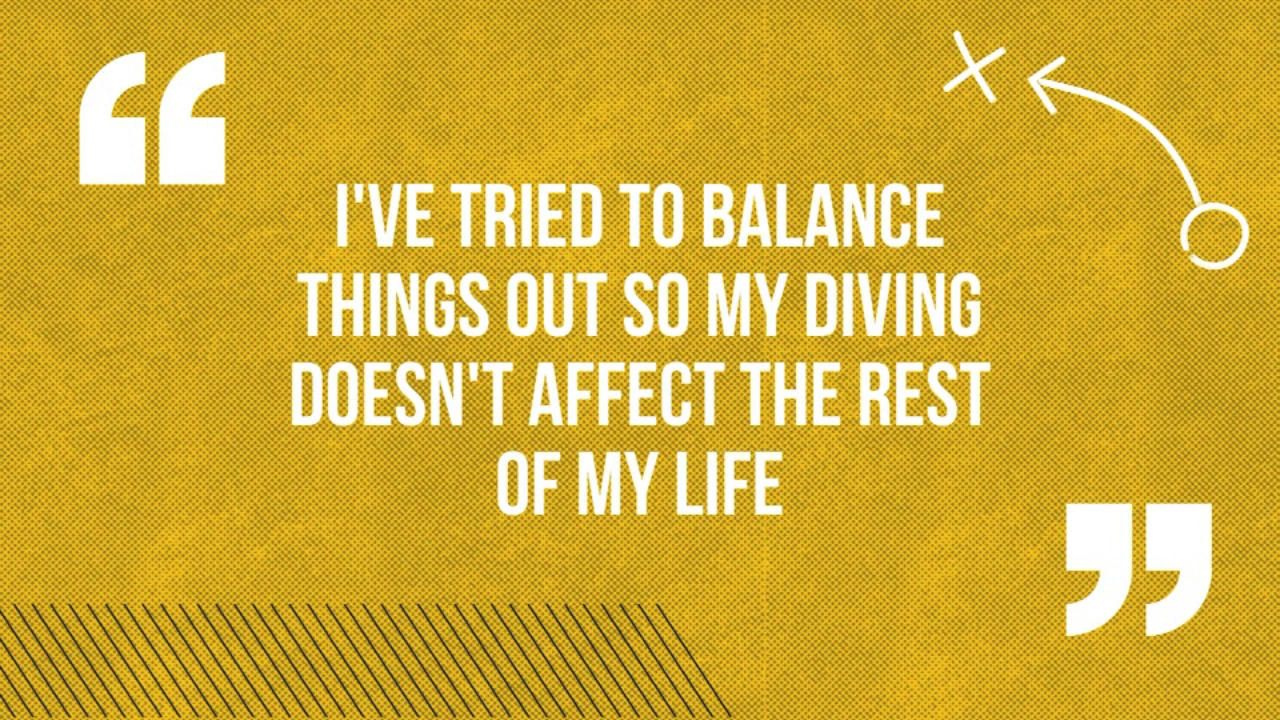 “
I'VE TRIED TO BALANCE
THINGS OUT SO MY DIVING
DOESN'T AFFECT THE REST
OF MY LIFE
”